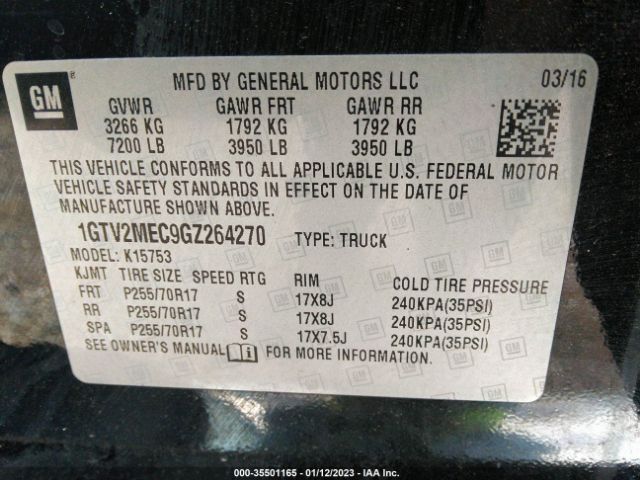 GM ®
MFD BY GENERAL MOTORS LLC 03/16
GVWR GAWR FRT GAWR RR
3266 KG 1792 KG 1792 KG
7200 LB 3950 LB 3950 LB
THIS VEHICLE CONFORMS TO ALL APPLICABLE U.S. FEDERAL MOTOR
VEHICLE SAFETY STANDARDS IN EFFECT ON THE DATE OF
MANUFACTURE SHOWN ABOVE.
1GTV2MEC9GZ264270 TYPE: TRUCK
MODEL: K15753
KJMT TIRE SIZE SPEED RTG RIM COLD TIRE PRESSURE
FRT P255/70R17 S 17X8J 240KPA(35PSI)
RR P255/70R17 S 17X8J 240KPA(35PSI)
SPA P255/70R17 S 17X7.5J 240KPA(35PSI)
SEE OWNER'S MANUAL FOR MORE INFORMATION.
000-35501165 - 01/12/2023 - IAA Inc.